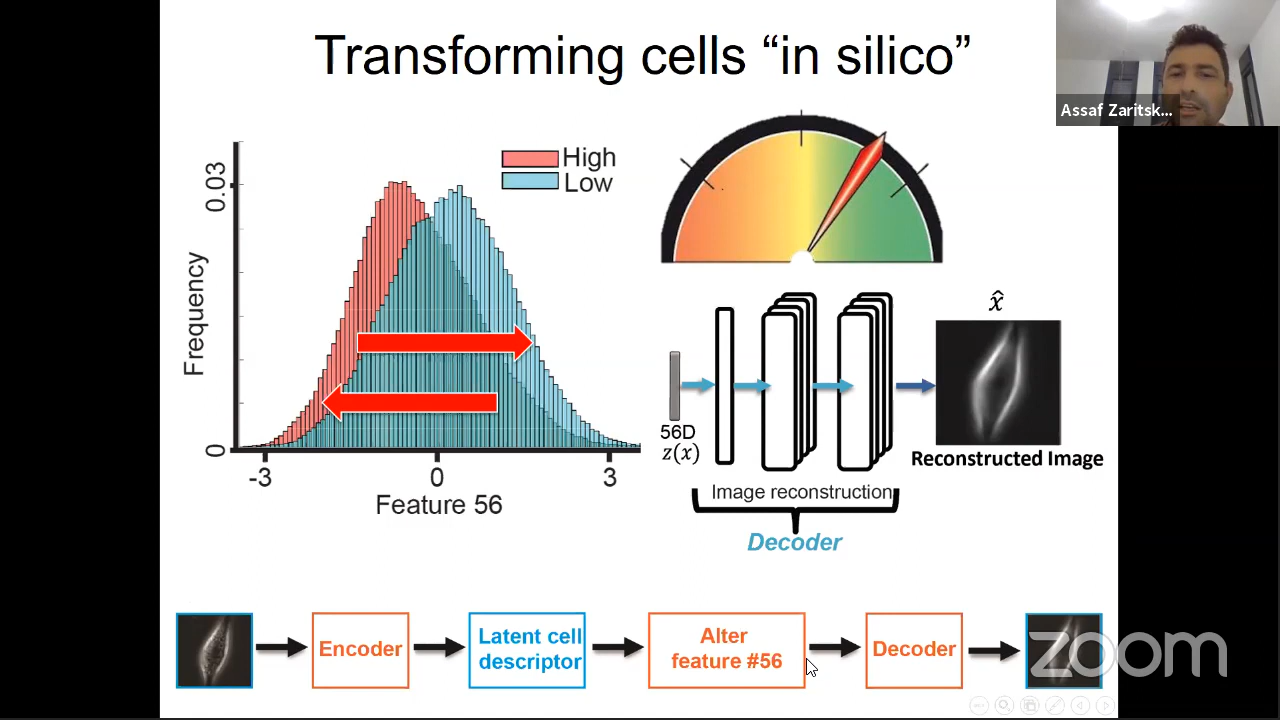 Transforming cells “in silico”
Assaf Zaritsk...
High
Low
0.03
Frequency
0
-3
0
3
Feature 56
56D
z(x)
x̂
Reconstructed Image
Image reconstruction
Decoder
Encoder
Latent cell
descriptor
Alter
feature #56
Decoder
zoom